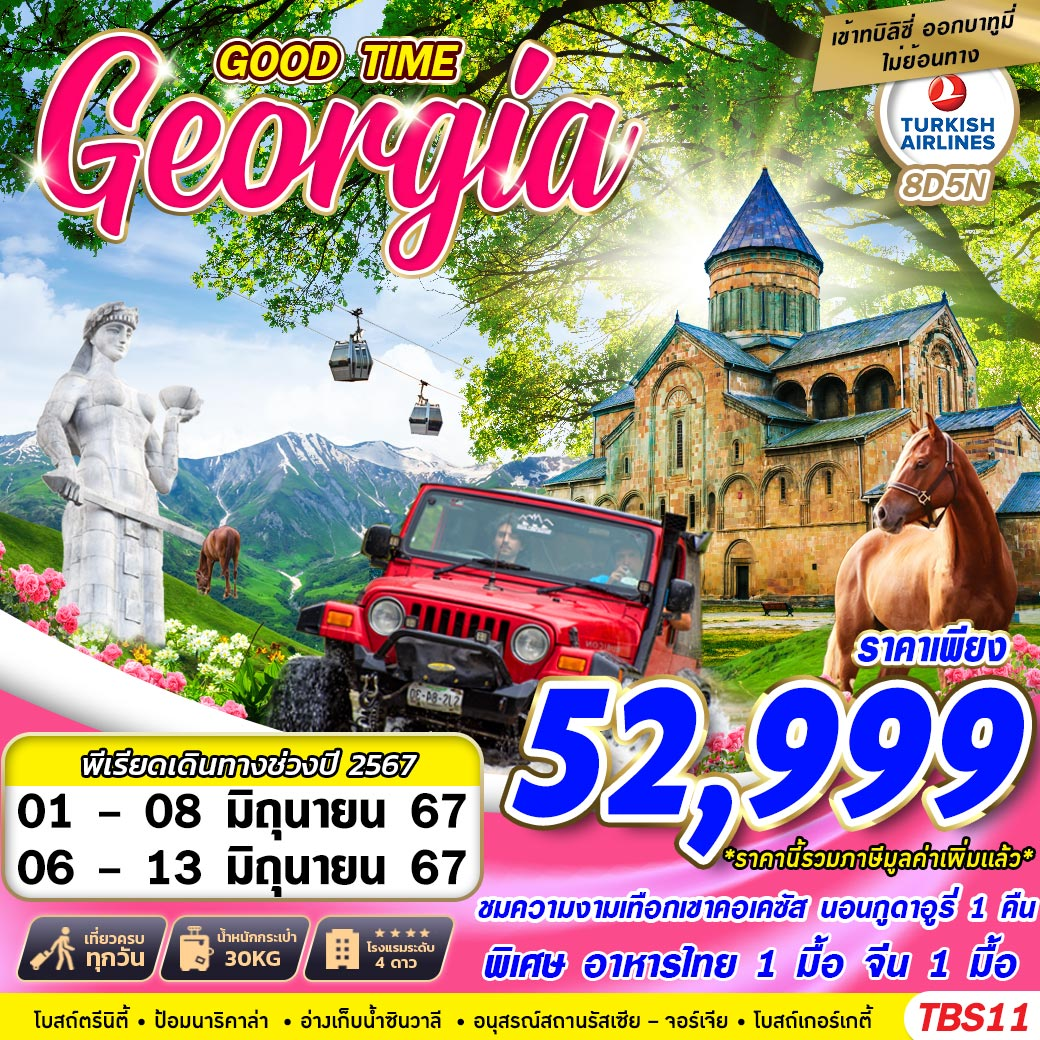 GOOD TIME
Georgia
เข้าทบิลิซี่ ออกบาทูมี่
ไม่ย้อนทาง
TURKISH
AIRLINES
8D5N
ราคาเพียง
52,999
*ราคานี้รวมภาษีมูลค่าเพิ่มแล้ว*
พีเรียดเดินทางช่วงปี 2567
01 – 08 มิถุนายน 67
06 – 13 มิถุนายน 67
ชมความงามเทือกเขาคอเคซัส นอนกูดาอูรี่ 1 คืน
พิเศษ อาหารไทย 1 มื้อ จีน 1 มื้อ
เที่ยวครบ
ทุกวัน
น้ำหนักกระเป๋า
30KG
โรงแรมระดับ
4 ดาว
โบสถ์ตรีนิตี้ • ป้อมนาริคาล่า • อ่างเก็บน้ำซินวาลี • อนุสรณ์สถานรัสเซีย – จอร์เจีย • โบสถ์เกอร์เกตี้
TBS11